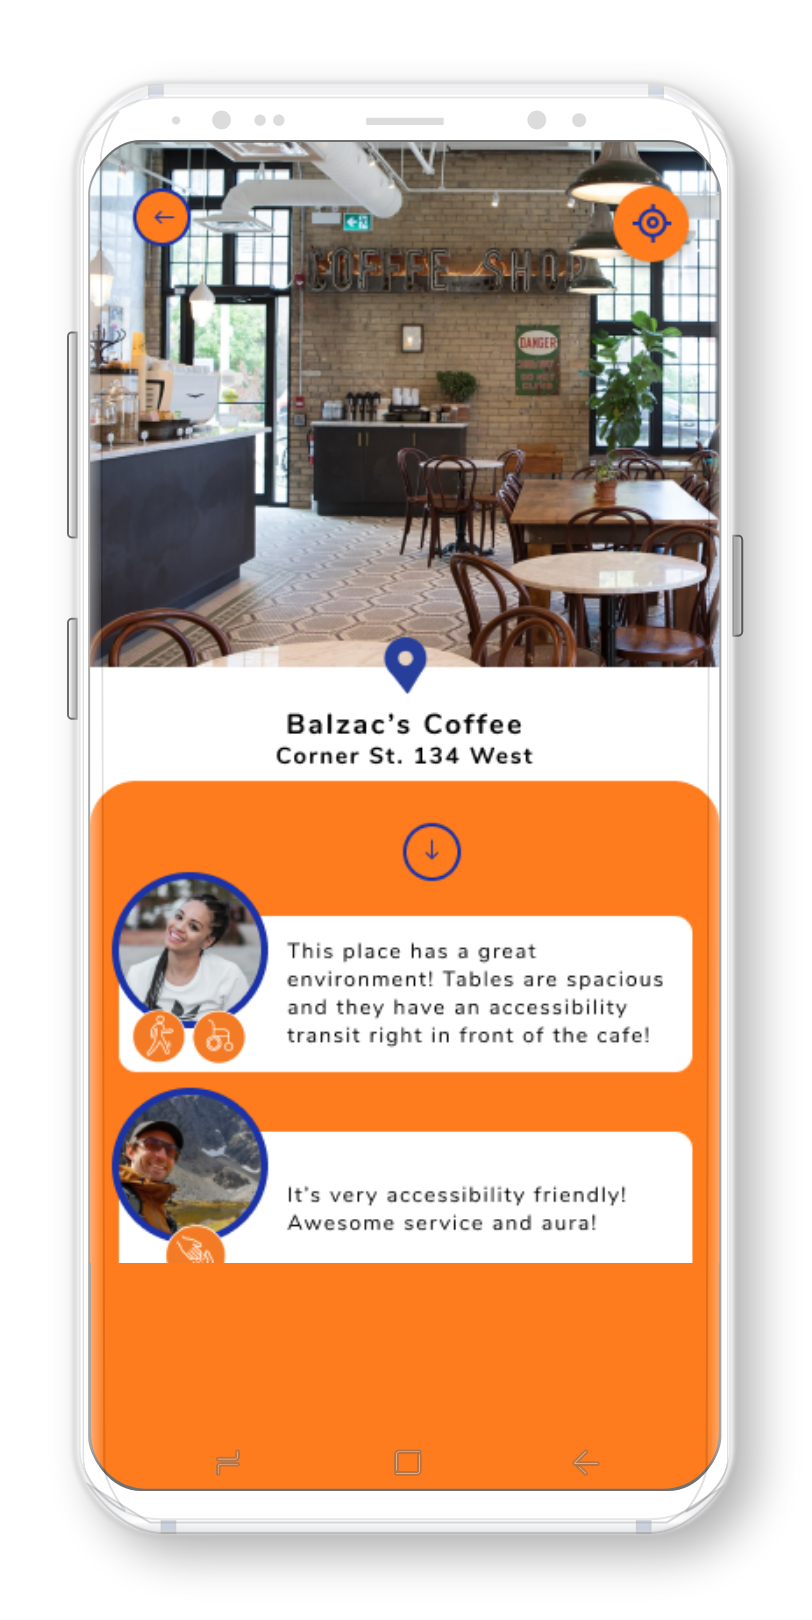 COFFEE SHOP
DANGER
Balzac's Coffee
Corner St. 134 West
This place has a great
environment! Tables are spacious
and they have an accessibility
transit right in front of the cafe!
It's very accessibility friendly!
Awesome service and aura!